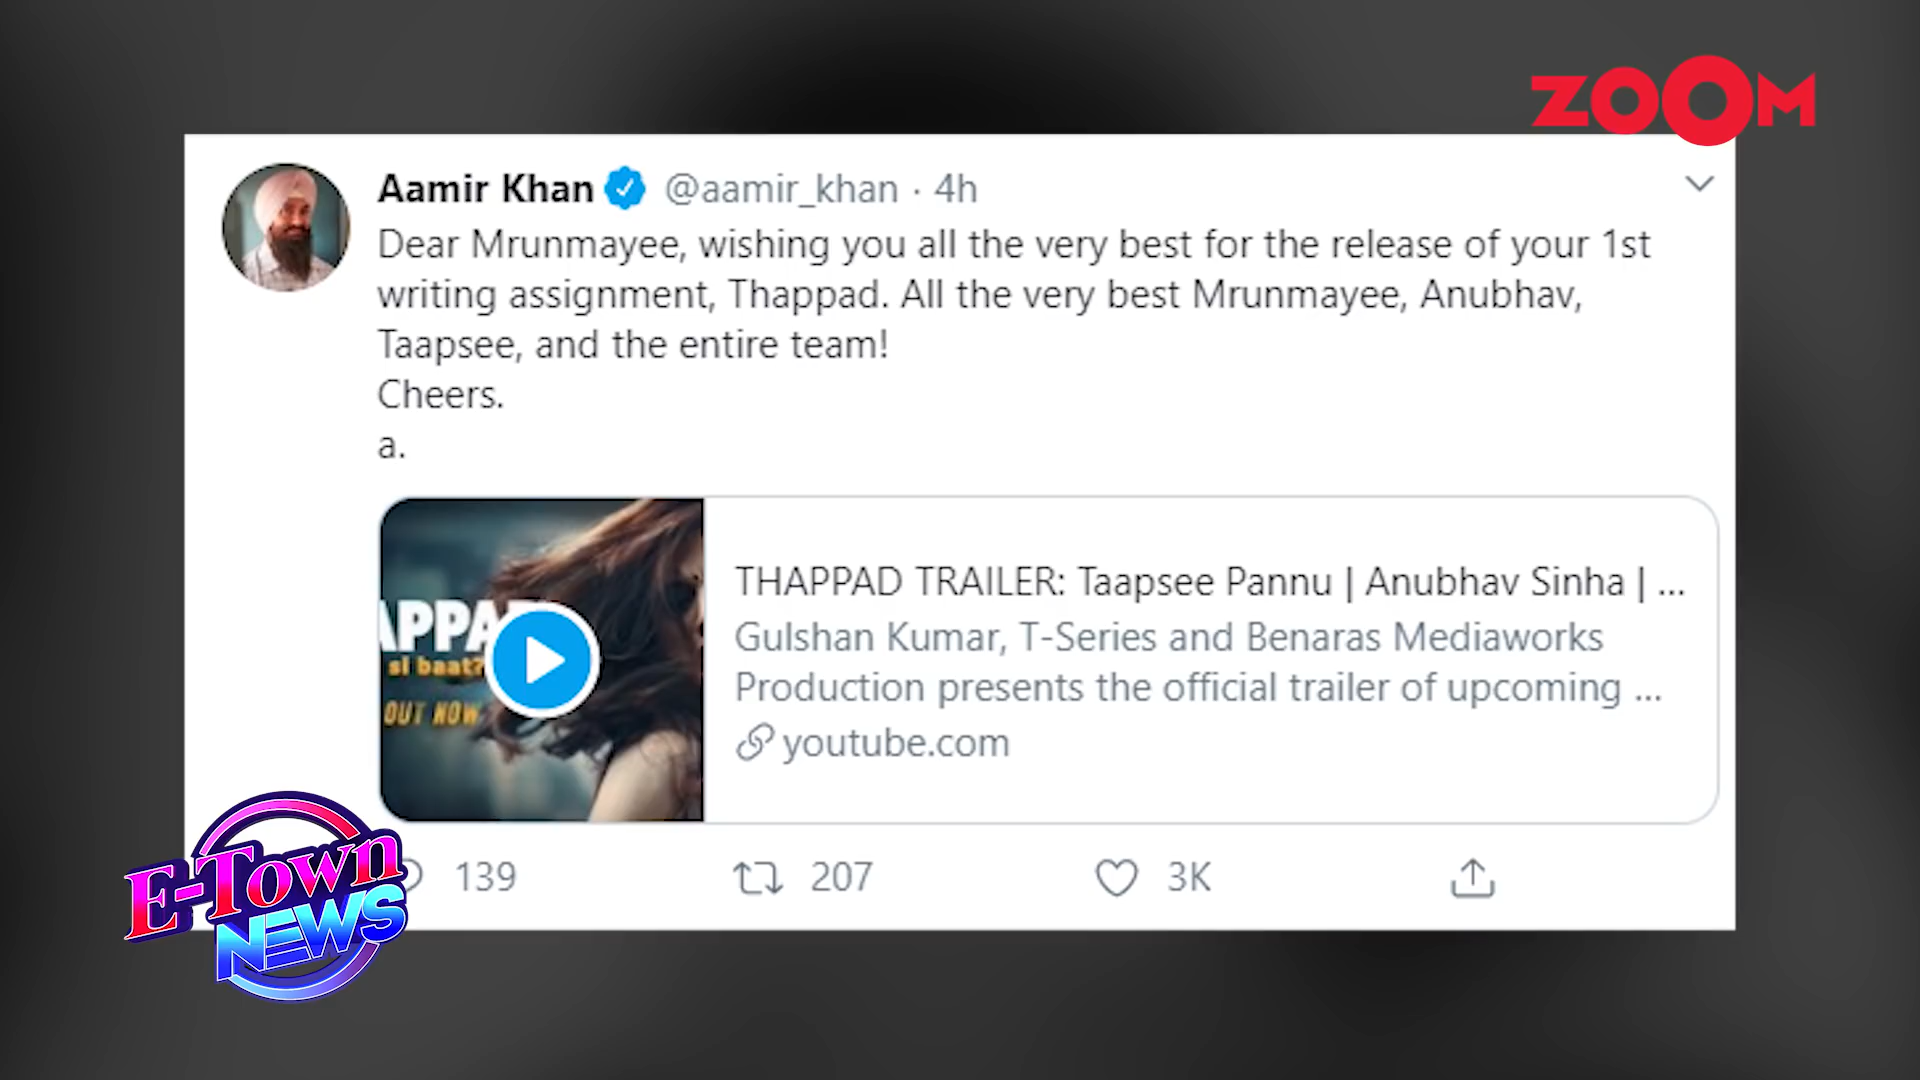 ZOOM
Aamir Khan @aamir_khan · 4h
Dear Mrunmayee, wishing you all the very best for the release of your 1st
writing assignment, Thappad. All the very best Mrunmayee, Anubhav,
Taapsee, and the entire team!
Cheers.
a.
APPA
si baat?
OUT NOW
THAPPAD TRAILER: Taapsee Pannu | Anubhav Sinha | ...
Gulshan Kumar, T-Series and Benaras Mediaworks
Production presents the official trailer of upcoming ...
youtube.com
139 207 3K
E-Town
NEWS